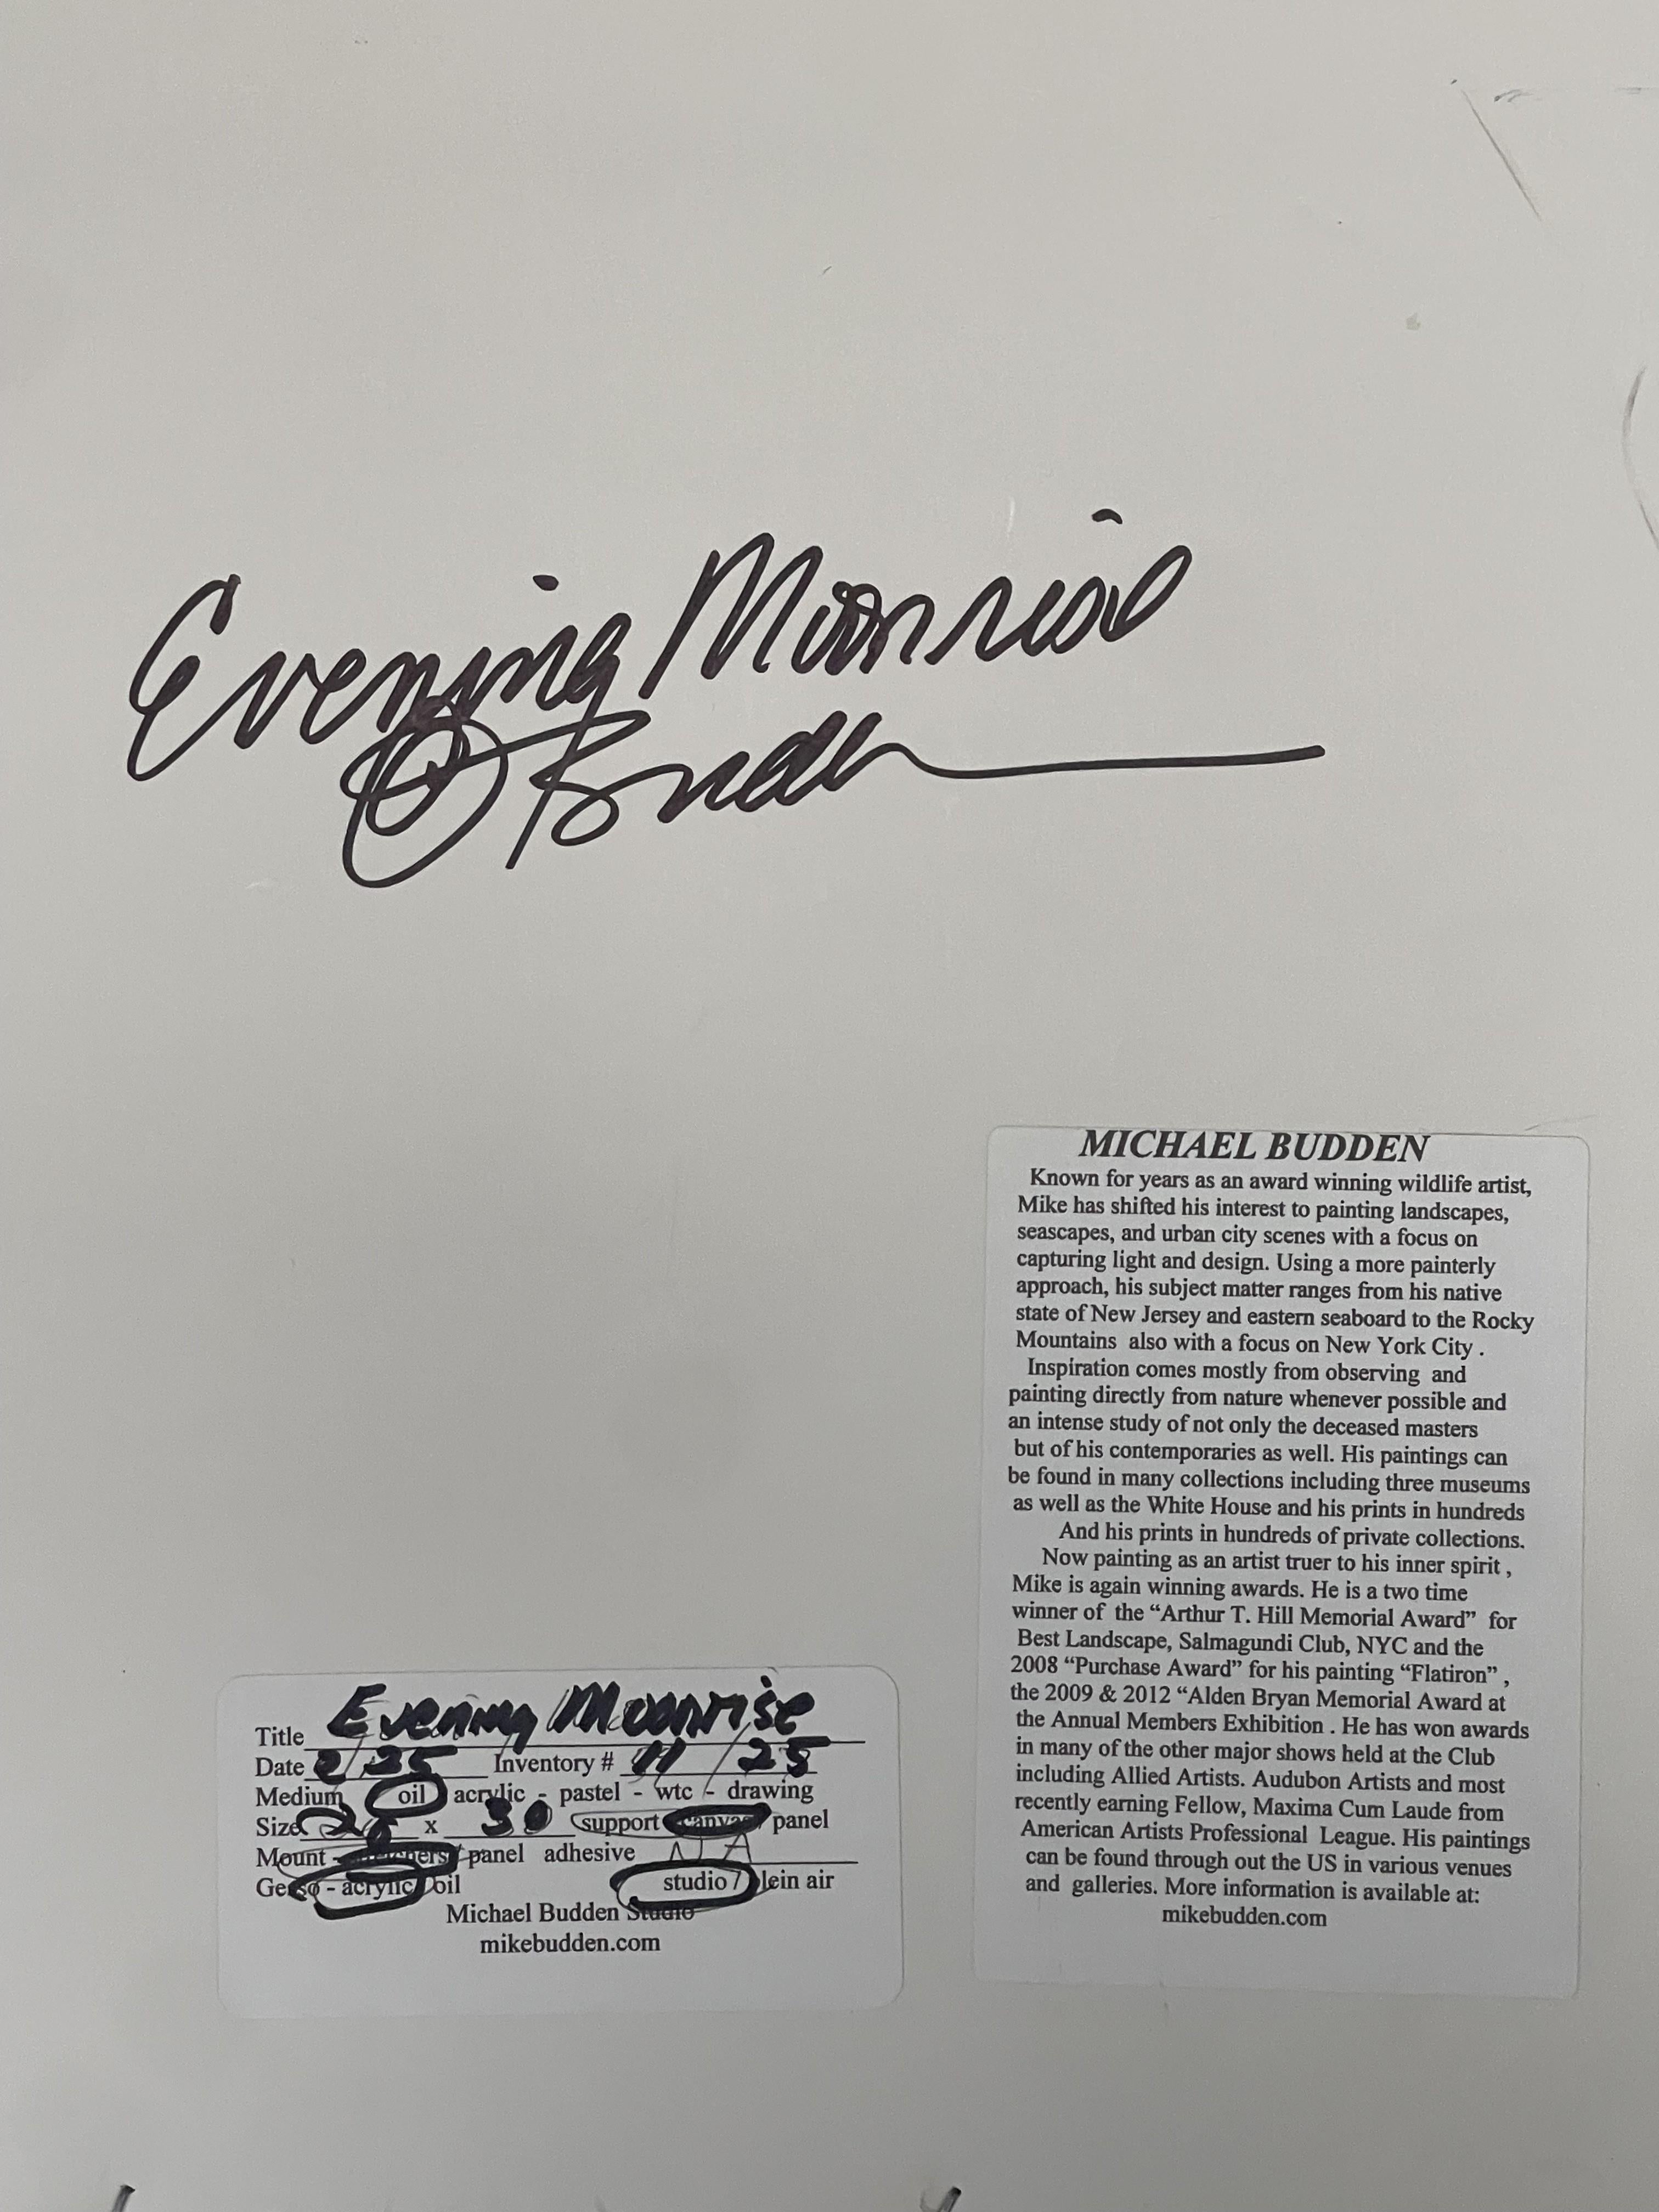 Evening Moonrise
Budden
MICHAEL BUDDEN
Known for years as an award winning wildlife artist,
Mike has shifted his interest to painting landscapes,
seascapes, and urban city scenes with a focus on
capturing light and design. Using a more painterly
approach, his subject matter ranges from his native
state of New Jersey and eastern seaboard to the Rocky
Mountains also with a focus on New York City .
Inspiration comes mostly from observing and
painting directly from nature whenever possible and
an intense study of not only the deceased masters
but of his contemporaries as well. His paintings can
be found in many collections including three museums
as well as the White House and his prints in hundreds
And his prints in hundreds of private collections.
Now painting as an artist truer to his inner spirit ,
Mike is again winning awards. He is a two time
winner of the “Arthur T. Hill Memorial Award” for
Best Landscape, Salmagundi Club, NYC and the
2008 “Purchase Award” for his painting “Flatiron” ,
the 2009 & 2012 “Alden Bryan Memorial Award at
the Annual Members Exhibition . He has won awards
in many of the other major shows held at the Club
including Allied Artists. Audubon Artists and most
recently earning Fellow, Maxima Cum Laude from
American Artists Professional League. His paintings
can be found through out the US in various venues
and galleries. More information is available at:
mikebudden.com
Title Evening Moonrise
Date 2/25 Inventory # 11/25
Medium oil acrylic - pastel - wtc - drawing
Size x 30 support canvas panel
Mount - panel adhesive NA
Gesso - acrylic oil studio / lein air
Michael Budden Studio
mikebudden.com